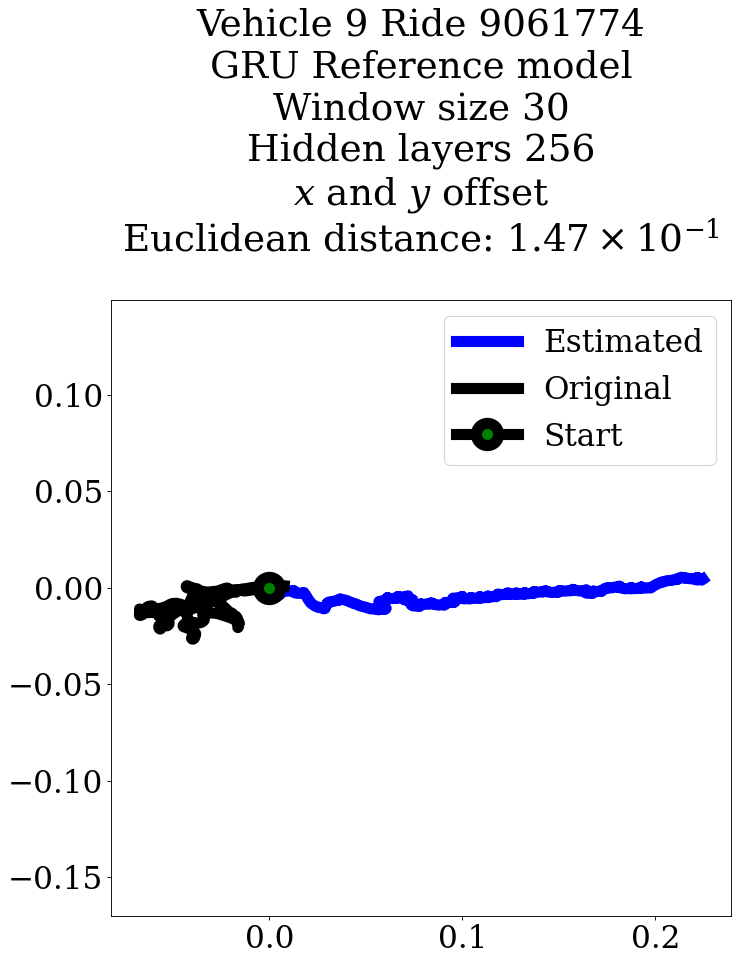 Vehicle 9 Ride 9061774
GRU Reference model
Window size 30
Hidden layers 256
x and y offset
Euclidean distance: 1.47 × 10⁻¹
Estimated
Original
Start
0.10
0.05
0.00
−0.05
−0.10
−0.15
0.0
0.1
0.2